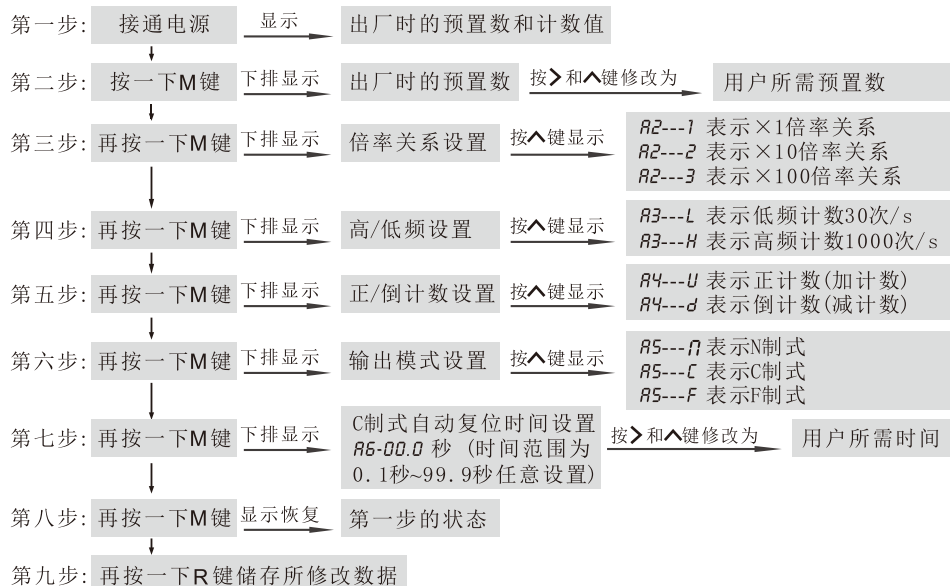 第一步: 接通电源 显示 出厂时的预置数和计数值
第二步: 按一下M键 下排显示 出厂时的预置数 按>和∧键修改为 用户所需预置数
第三步: 再按一下M键 下排显示 倍率关系设置 按∧键显示
A2---1 表示×1倍率关系
A2---2 表示×10倍率关系
A2---3 表示×100倍率关系
第四步: 再按一下M键 下排显示 高/低频设置 按∧键显示
A3---L 表示低频计数30次/s
A3---H 表示高频计数1000次/s
第五步: 再按一下M键 下排显示 正/倒计数设置 按∧键显示
A4---U 表示正计数(加计数)
A4---d 表示倒计数(减计数)
第六步: 再按一下M键 下排显示 输出模式设置 按∧键显示
A5---N 表示N制式
A5---C 表示C制式
A5---F 表示F制式
第七步: 再按一下M键 下排显示
C制式自动复位时间设置
A6-00.0 秒 (时间范围为
0.1秒~99.9秒任意设置)
按>和∧键修改为 用户所需时间
第八步: 再按一下M键 显示恢复 第一步的状态
第九步: 再按一下R键储存所修改数据